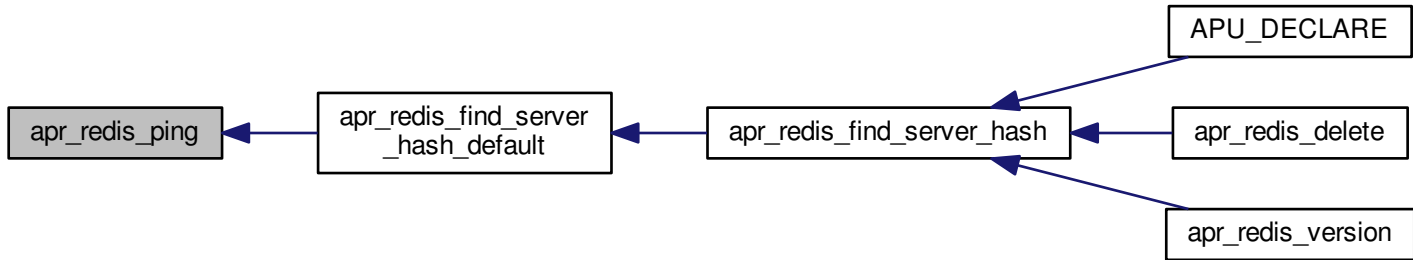 apr_redis_ping
apr_redis_find_server
_hash_default
apr_redis_find_server_hash
APU_DECLARE
apr_redis_delete
apr_redis_version